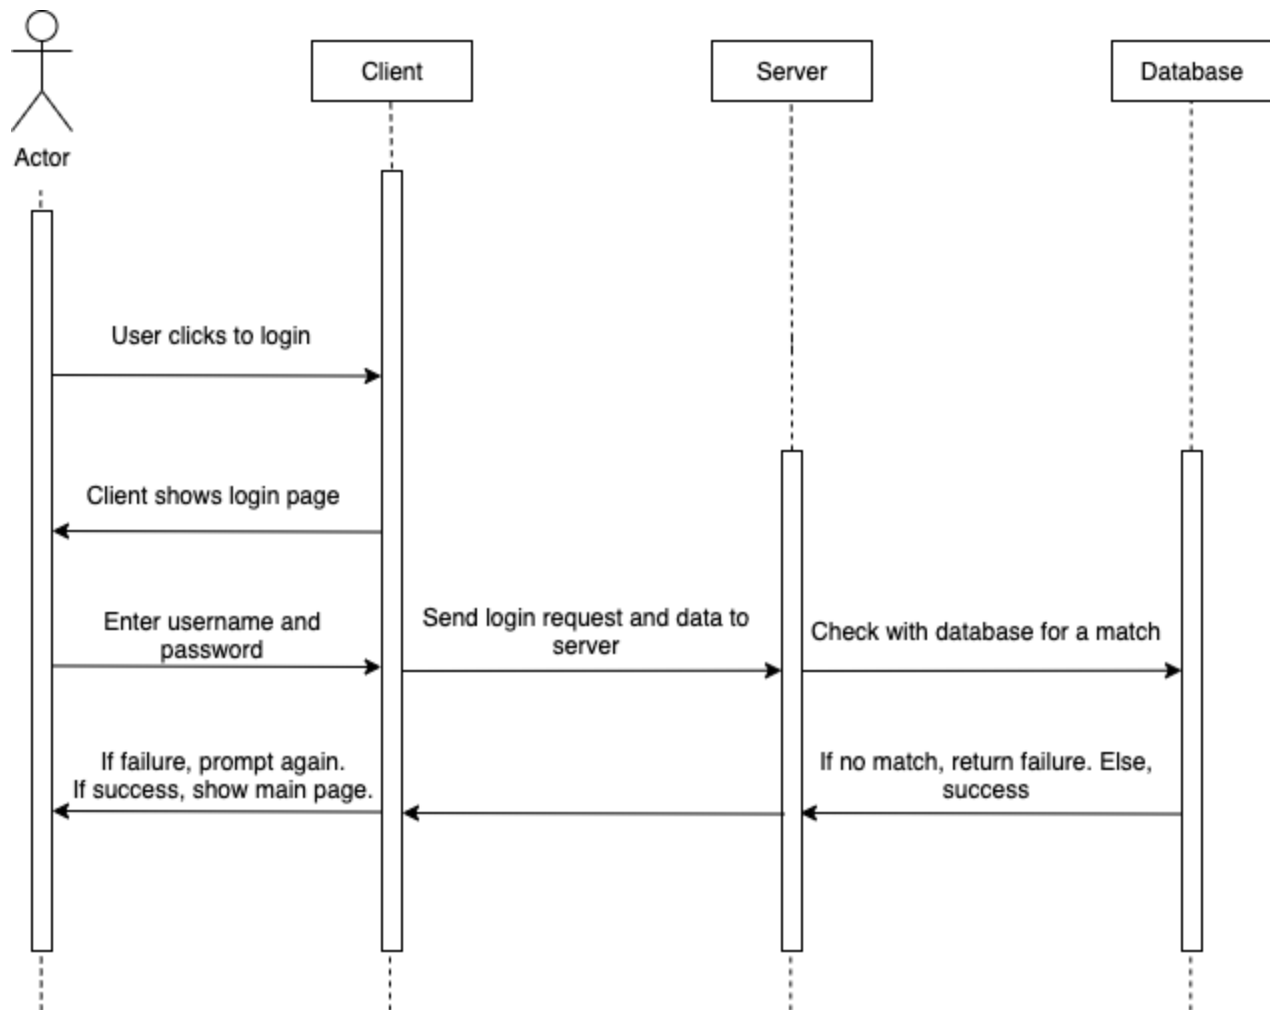 Client
Server
Database
Actor
User clicks to login
Client shows login page
Enter username and
password
Send login request and data to
server
Check with database for a match
If failure, prompt again.
If success, show main page.
If no match, return failure. Else,
success